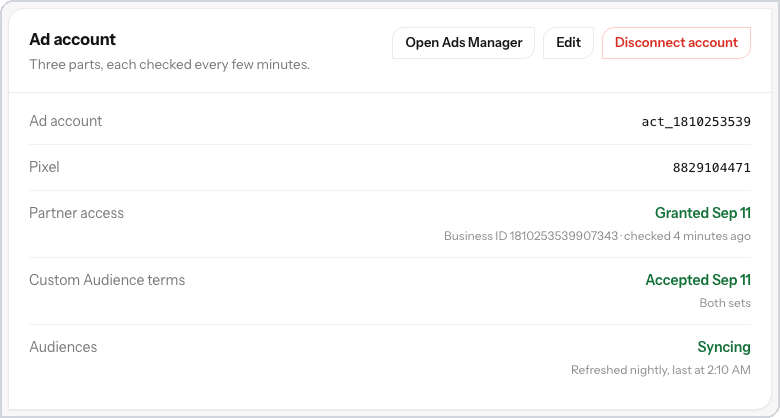 Ad account
Three parts, each checked every few minutes.
Open Ads Manager
Edit
Disconnect account
Ad account
act_1810253539
Pixel
8829104471
Partner access
Granted Sep 11
Business ID 1810253539907343 · checked 4 minutes ago
Custom Audience terms
Accepted Sep 11
Both sets
Audiences
Syncing
Refreshed nightly, last at 2:10 AM